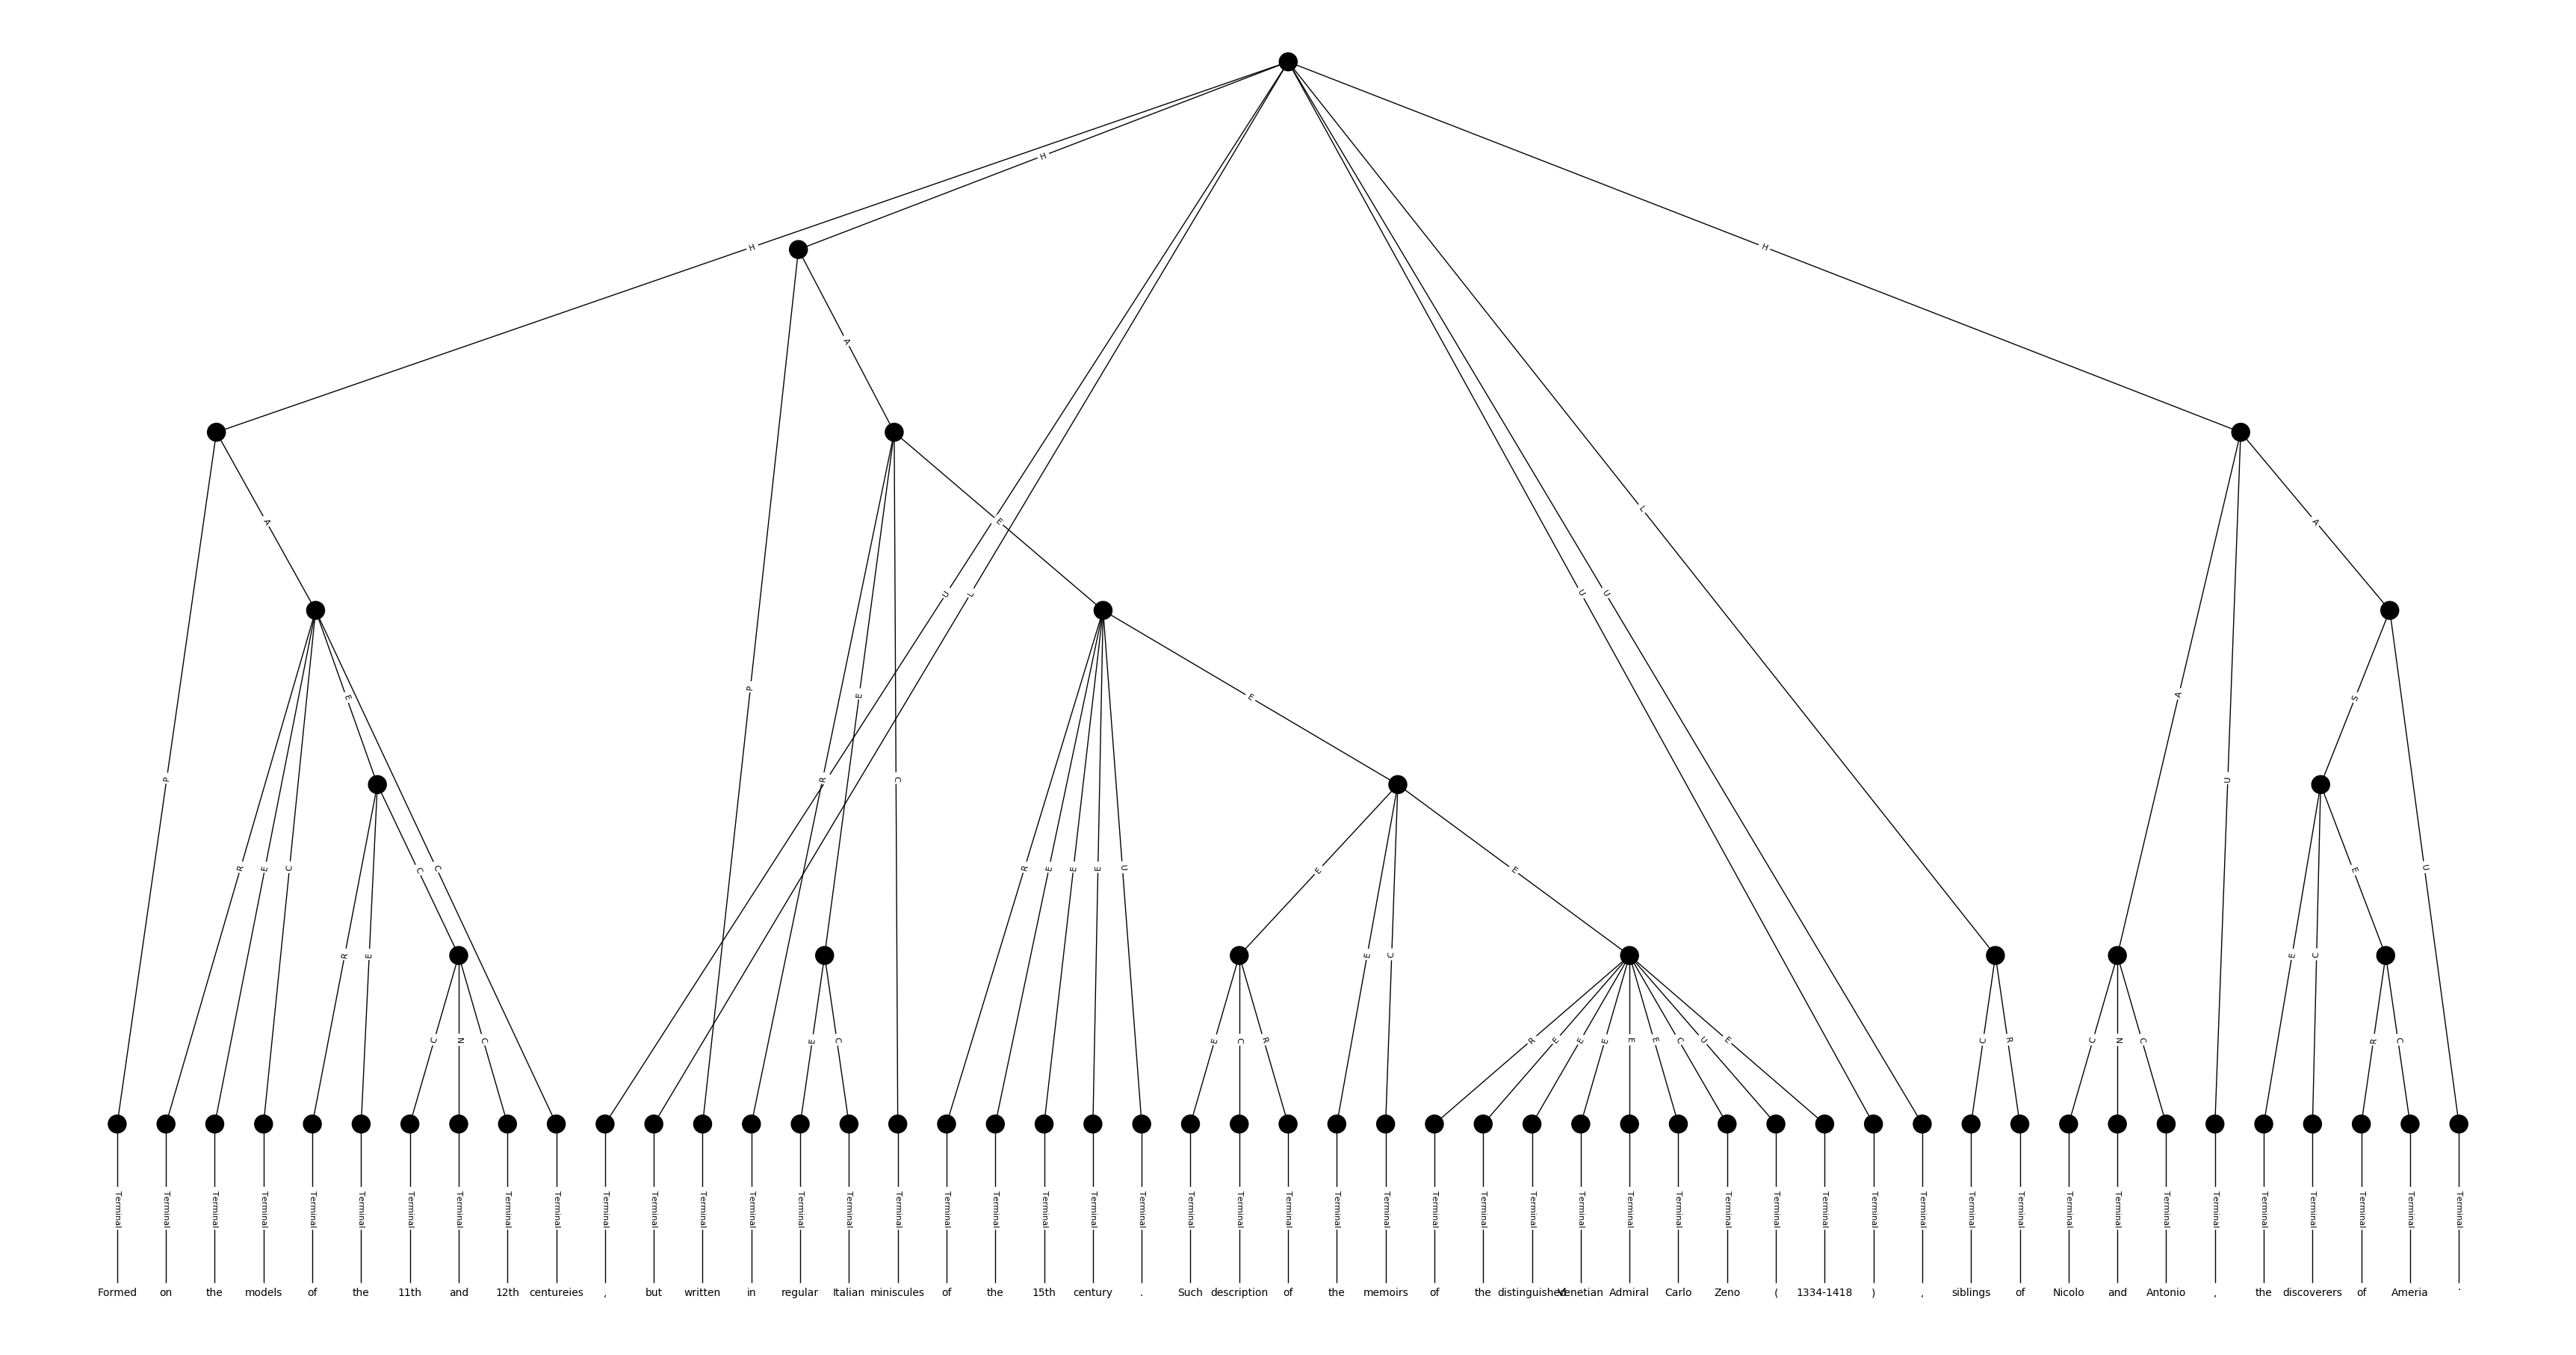 H
H
H
A
E
A
A
U
L
U
U
L
P
E
E
E
S
A
P
R
C
U
R
E
C
C
C
R
E
E
E
U
E
E
E
U
R
E
E
C
E
C
C
N
C
E
C
E
C
R
R
E
E
E
E
E
C
U
E
C
R
C
N
C
R
C
Terminal Terminal Terminal Terminal Terminal Terminal Terminal Terminal Terminal Terminal Terminal Terminal Terminal Terminal Terminal Terminal Terminal Terminal Terminal Terminal Terminal Terminal Terminal Terminal Terminal Terminal Terminal Terminal Terminal Terminal Terminal Terminal Terminal Terminal Terminal Terminal Terminal Terminal Terminal Terminal Terminal Terminal Terminal Terminal Terminal Terminal Terminal Terminal Terminal
Formed on the models of the 11th and 12th centureies , but written in regular Italian miniscules of the 15th century . Such description of the memoirs of the distinguished Venetian Admiral Carlo Zeno ( 1334-1418 ) , siblings of Nicolo and Antonio , the discoverers of Ameria .